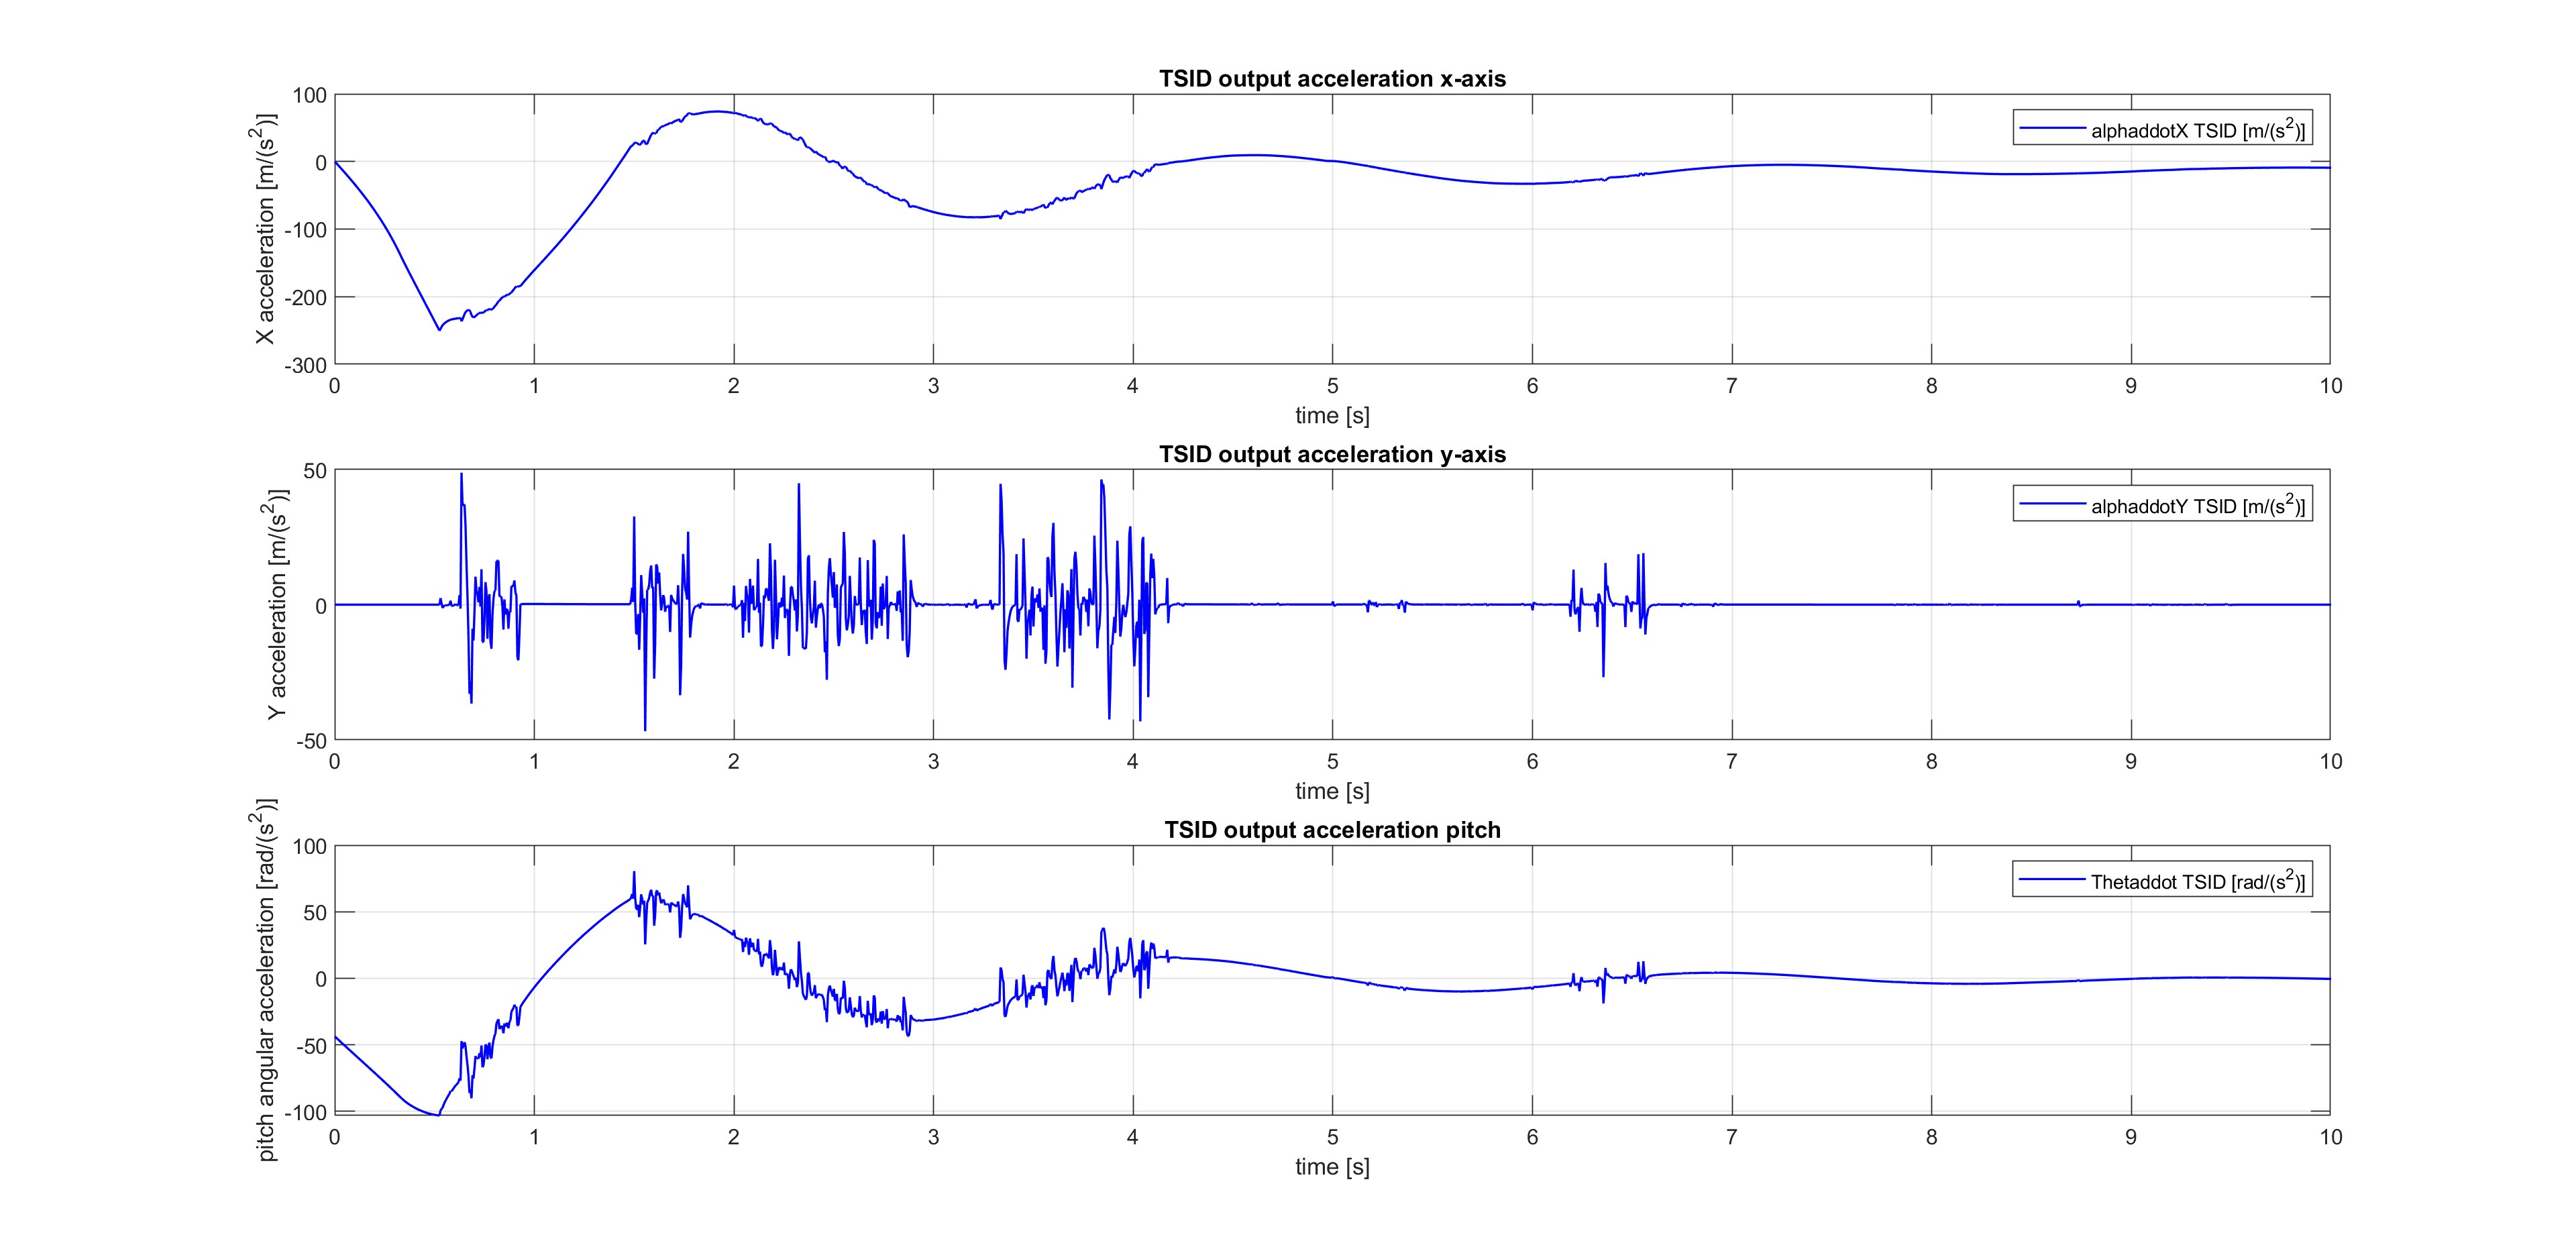 TSID output acceleration x-axis
X acceleration [m/(s²)]
100
0
-100
-200
-300
alphaddotX TSID [m/(s²)]
0 1 2 3 4 5 6 7 8 9 10
time [s]
TSID output acceleration y-axis
Y acceleration [m/(s²)]
50
0
-50
alphaddotY TSID [m/(s²)]
0 1 2 3 4 5 6 7 8 9 10
time [s]
TSID output acceleration pitch
pitch angular acceleration [rad/(s²)]
100
50
0
-50
-100
Thetaddot TSID [rad/(s²)]
0 1 2 3 4 5 6 7 8 9 10
time [s]